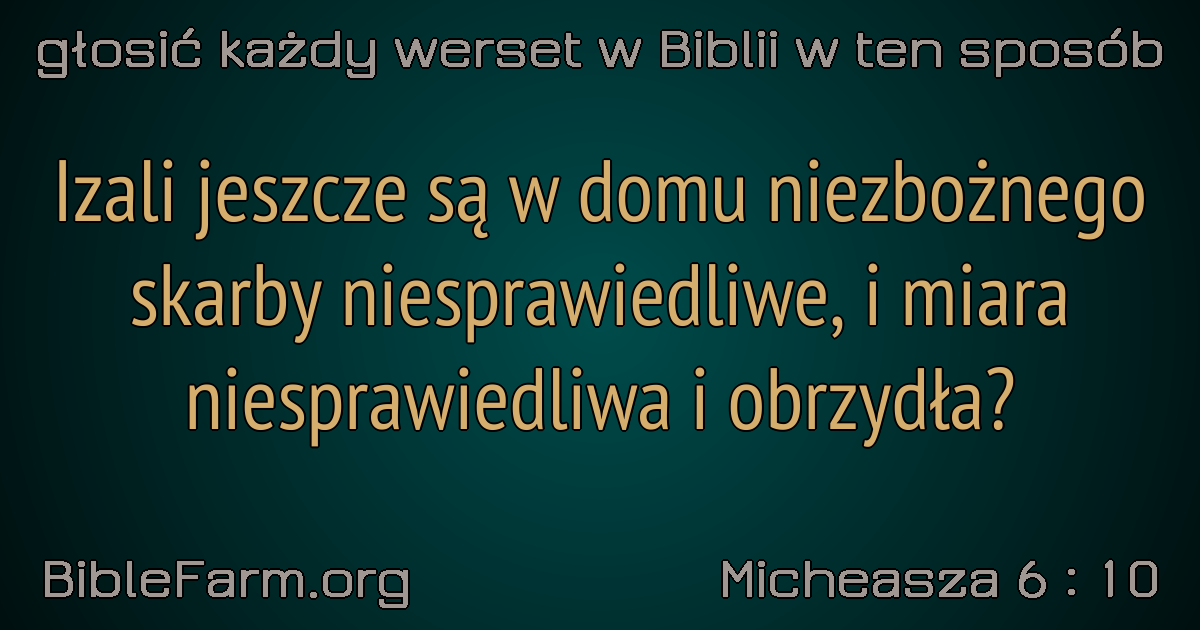 głosić każdy werset w Biblii w ten sposób
Izali jeszcze są w domu niezbożnego
skarby niesprawiedliwe, i miara
niesprawiedliwa i obrzydła?
BibleFarm.org
Micheasza 6 : 10